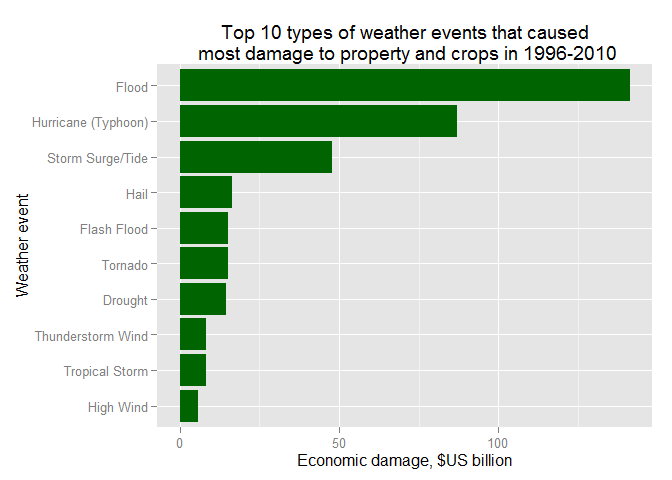 Top 10 types of weather events that caused
most damage to property and crops in 1996-2010
Weather event
Flood
Hurricane (Typhoon)
Storm Surge/Tide
Hail
Flash Flood
Tornado
Drought
Thunderstorm Wind
Tropical Storm
High Wind
0 50 100
Economic damage, $US billion